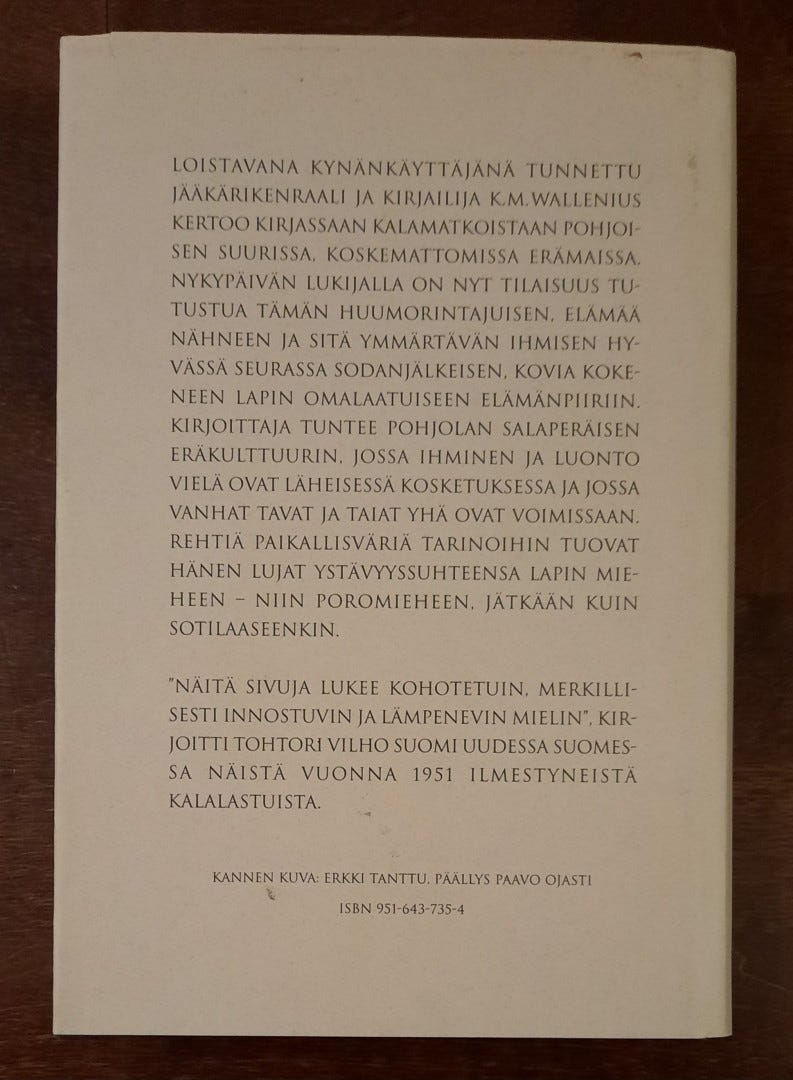 LOISTAVANA KYNÄNKÄYTTÄJÄNÄ TUNNETTU
JÄÄKÄRIKENRAALI JA KIRJAILIJA K.M.WALLENIUS
KERTOO KIRJASSAAN KALAMATKOISTAAN POHJOI-
SEN SUURISSA, KOSKEMATTOMISSA ERÄMAISSA.
NYKYPÄIVÄN LUKIJALLA ON NYT TILAISUUS TU-
TUSTUA TÄMÄN HUUMORINTAJUISEN, ELÄMÄÄ
NÄHNEEN JA SITÄ YMMÄRTÄVÄN IHMISEN HY-
VÄSSÄ SEURASSA SODANJÄLKEISEN, KOVIA KOKE-
NEEN LAPIN OMALAATUISEEN ELÄMÄNPIIRIIN.
KIRJOITTAJA TUNTEE POHJOLAN SALAPERÄISEN
ERÄKULTTUURIN, JOSSA IHMINEN JA LUONTO
VIELÄ OVAT LÄHEISESSÄ KOSKETUKSESSA JA JOSSA
VANHAT TAVAT JA TAIAT YHÄ OVAT VOIMISSAAN.
REHTIÄ PAIKALLISVÄRIÄ TARINOIHIN TUOVAT
HÄNEN LUJAT YSTÄVYYSSUHTEENSA LAPIN MIE-
HEEN – NIIN POROMIEHEEN, JÄTKÄÄN KUIN
SOTILAASEENKIN.
"NÄITÄ SIVUJA LUKEE KOHOTETUIN, MERKILLI-
SESTI INNOSTUVIN JA LÄMPENEVIN MIELIN", KIR-
JOITTI TOHTORI VILHO SUOMI UUDESSA SUOMES-
SA NÄISTÄ VUONNA 1951 ILMESTYNEISTÄ
KALALASTUISTA.
KANNEN KUVA: ERKKI TANTTU, PÄÄLLYS PAAVO OJASTI
ISBN 951-643-735-4